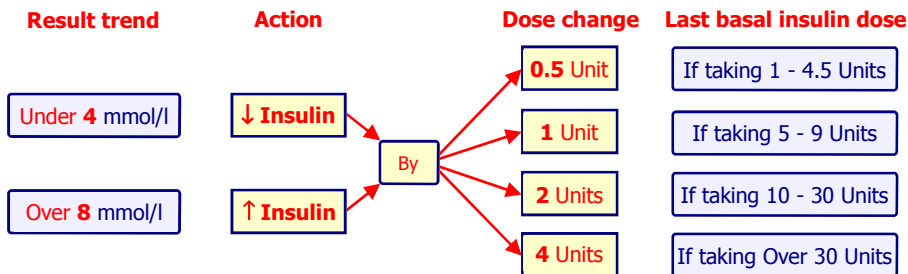 Result trend Action Dose change Last basal insulin dose
0.5 Unit If taking 1 - 4.5 Units
Under 4 mmol/l ↓ Insulin 1 Unit If taking 5 - 9 Units
By
Over 8 mmol/l ↑ Insulin 2 Units If taking 10 - 30 Units
4 Units If taking Over 30 Units